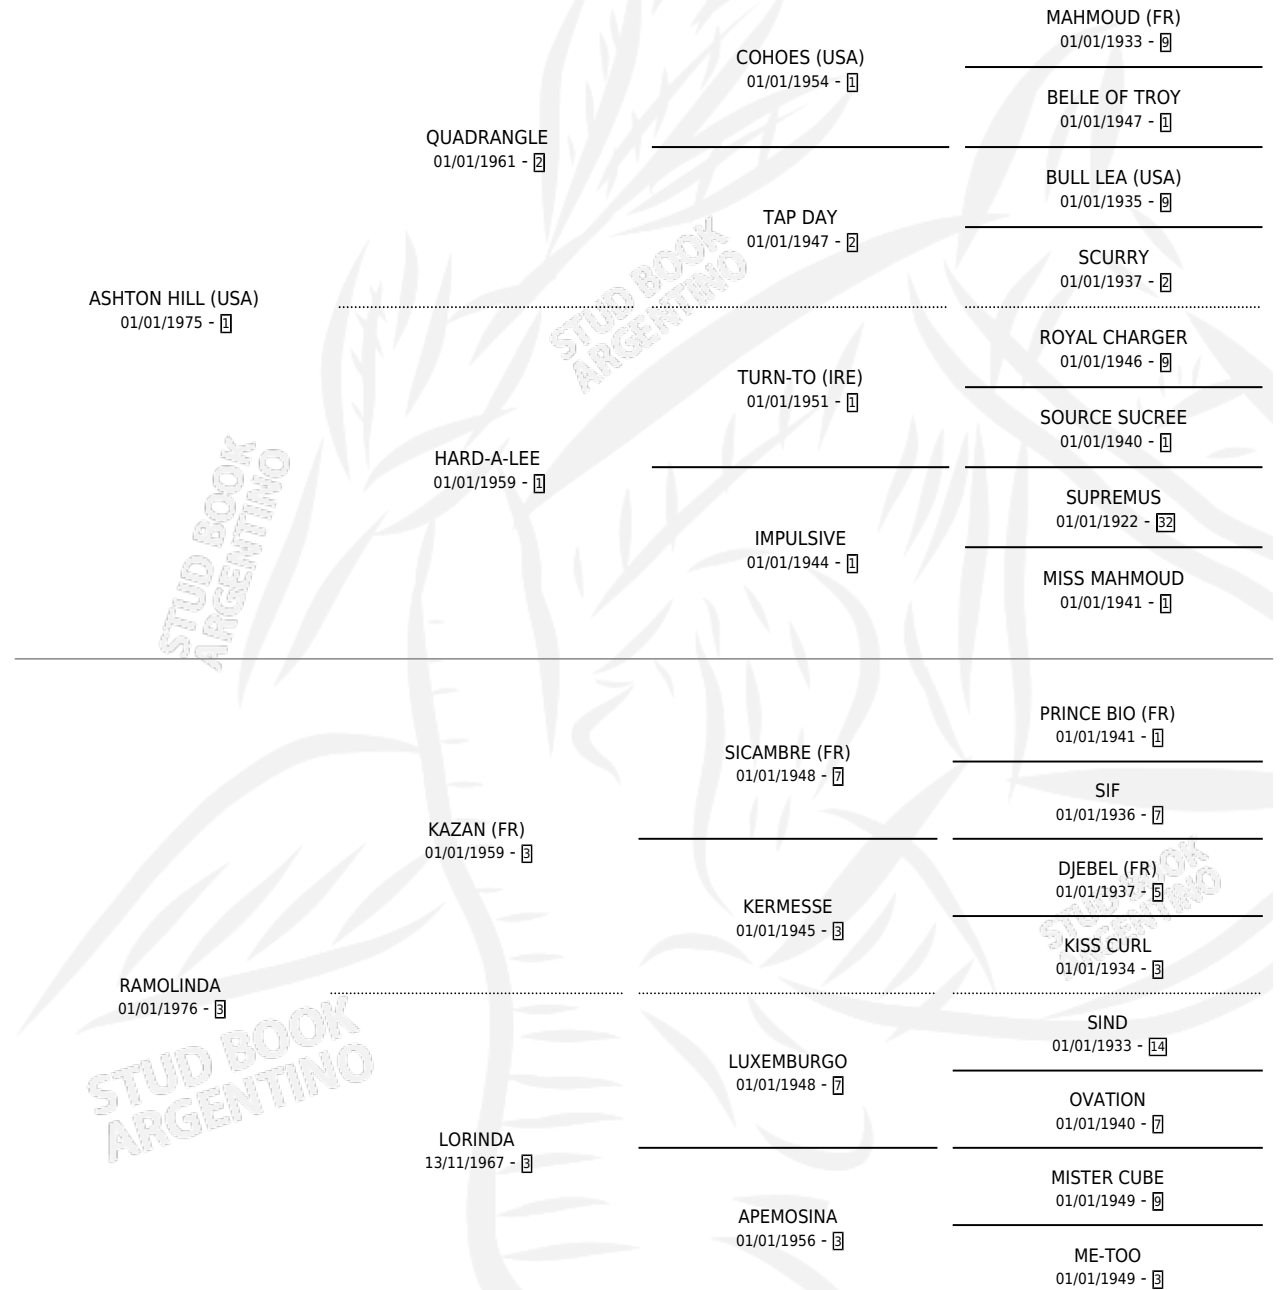 MAHMOUD (FR)
01/01/1933 - 9
COHOES (USA)
01/01/1954 - 1
BELLE OF TROY
01/01/1947 - 1
QUADRANGLE
01/01/1961 - 2
BULL LEA (USA)
01/01/1935 - 9
TAP DAY
01/01/1947 - 2
SCURRY
01/01/1937 - 2
ASHTON HILL (USA)
01/01/1975 - 1
ROYAL CHARGER
01/01/1946 - 9
TURN-TO (IRE)
01/01/1951 - 1
SOURCE SUCREE
01/01/1940 - 1
HARD-A-LEE
01/01/1959 - 1
SUPREMUS
01/01/1922 - 32
IMPULSIVE
01/01/1944 - 1
MISS MAHMOUD
01/01/1941 - 1
PRINCE BIO (FR)
01/01/1941 - 1
SICAMBRE (FR)
01/01/1948 - 7
SIF
01/01/1936 - 7
KAZAN (FR)
01/01/1959 - 3
DJEBEL (FR)
01/01/1937 - 5
KERMESSE
01/01/1945 - 3
KISS CURL
01/01/1934 - 3
RAMOLINDA
01/01/1976 - 3
SIND
01/01/1933 - 14
LUXEMBURGO
01/01/1948 - 7
OVATION
01/01/1940 - 7
LORINDA
13/11/1967 - 3
MISTER CUBE
01/01/1949 - 9
APEMOSINA
01/01/1956 - 3
ME-TOO
01/01/1949 - 3
STUD BOOK
ARGENTINO
STUD BOOK
ARGENTINO
STUD BOOK
ARGENTINO
STUD BOOK
ARGENTINO